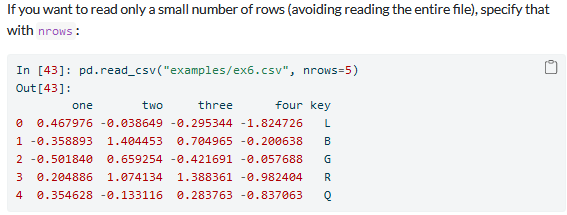 If you want to read only a small number of rows (avoiding reading the entire file), specify that
with nrows:
In [43]: pd.read_csv("examples/ex6.csv", nrows=5)
Out[43]:
        one       two     three      four key
0  0.467976 -0.038649 -0.295344 -1.824726   L
1 -0.358893  1.404453  0.704965 -0.200638   B
2 -0.501840  0.659254 -0.421691 -0.057688   G
3  0.204886  1.074134  1.388361 -0.982404   R
4  0.354628 -0.133116  0.283763 -0.837063   Q